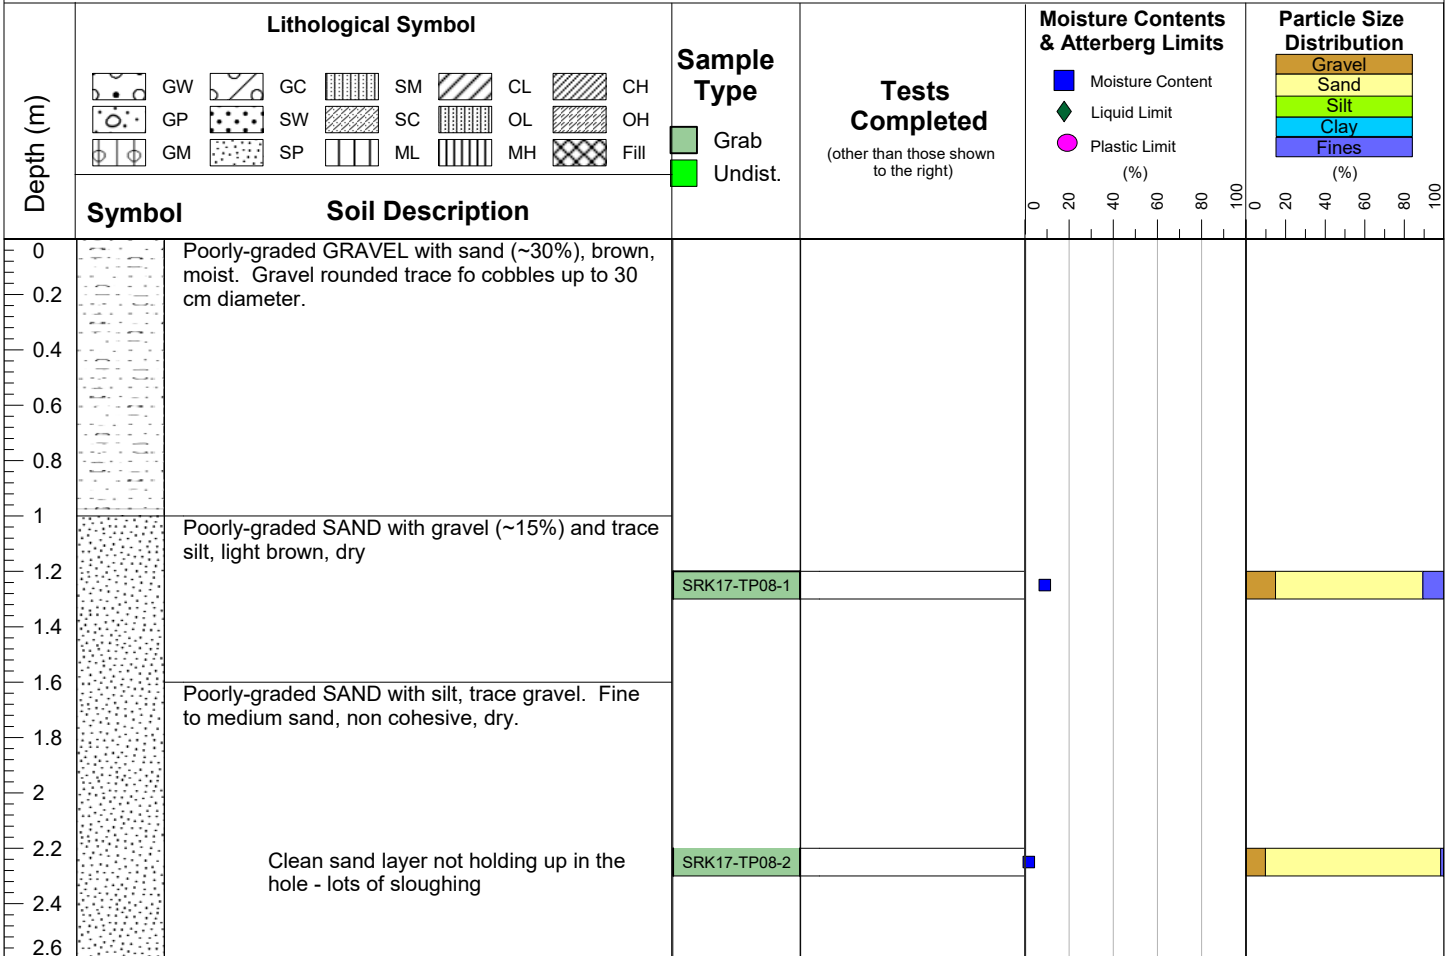 Depth (m)
Lithological Symbol
GW GC SM CL CH
GP SW SC OL OH
GM SP ML MH Fill
Symbol Soil Description
Sample
Type
Grab
Undist.
Tests
Completed
(other than those shown
to the right)
Moisture Contents
& Atterberg Limits
Moisture Content
Liquid Limit
Plastic Limit
(%)
0 20 40 60 80 100
Particle Size
Distribution
Gravel
Sand
Silt
Clay
Fines
(%)
0 20 40 60 80 100
0
Poorly-graded GRAVEL with sand (~30%), brown,
moist. Gravel rounded trace fo cobbles up to 30
cm diameter.
0.2
0.4
0.6
0.8
1
Poorly-graded SAND with gravel (~15%) and trace
silt, light brown, dry
1.2
SRK17-TP08-1
1.4
1.6
Poorly-graded SAND with silt, trace gravel. Fine
to medium sand, non cohesive, dry.
1.8
2
2.2
Clean sand layer not holding up in the
hole - lots of sloughing
SRK17-TP08-2
2.4
2.6